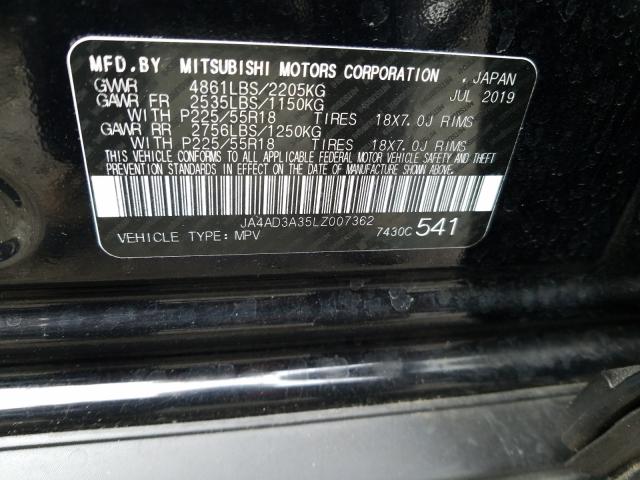 MFD.BY MITSUBISHI MOTORS CORPORATION , JAPAN
GVWR 4861LBS/2205KG JUL 2019
GAWR FR 2535LBS/1150KG
WITH P225/55R18 TIRES 18X7.0J RIMS
GAWR RR 2756LBS/1250KG
WITH P225/55R18 TIRES 18X7.0J RIMS
THIS VEHICLE CONFORMS TO ALL APPLICABLE FEDERAL MOTOR VEHICLE SAFETY AND THEFT
PREVENTION STANDARDS IN EFFECT ON THE DATE OF MANUFACTURE SHOWN ABOVE.
JA4AD3A35LZ007362
VEHICLE TYPE: MPV 7430C 541